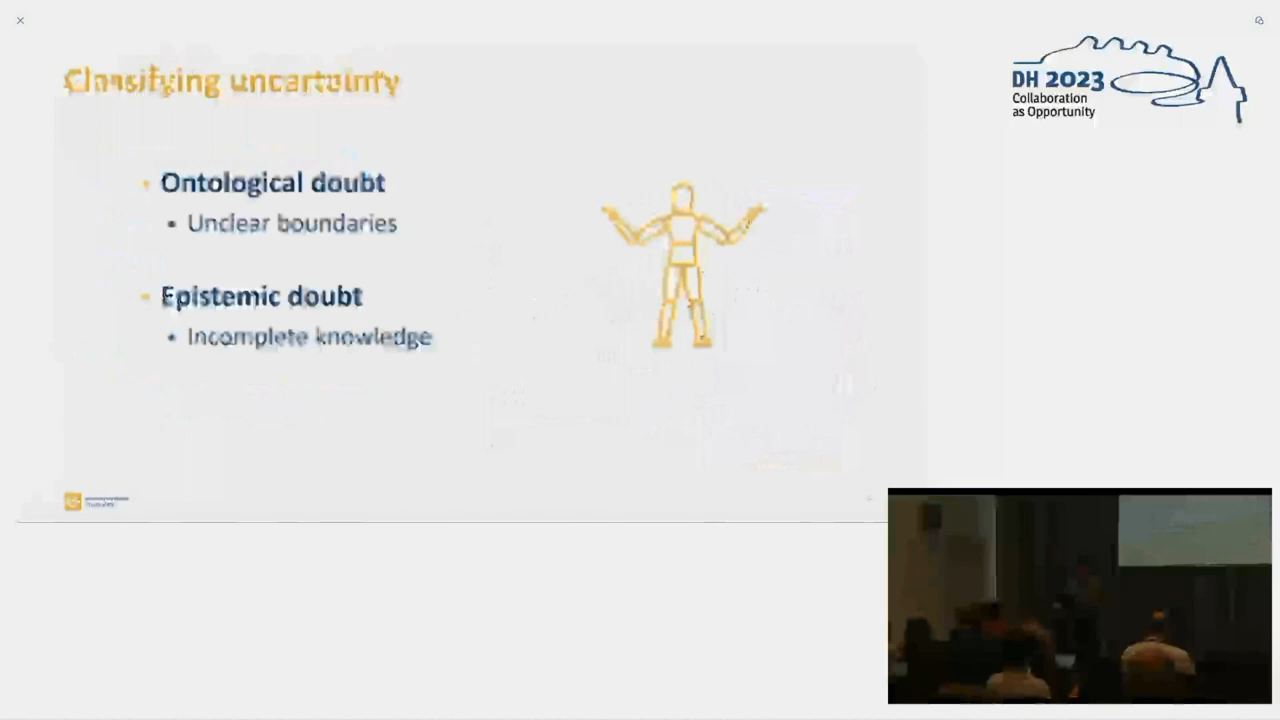 Classifying uncertainty
DH 2023
Collaboration
as Opportunity
Ontological doubt
Unclear boundaries
Epistemic doubt
Incomplete knowledge